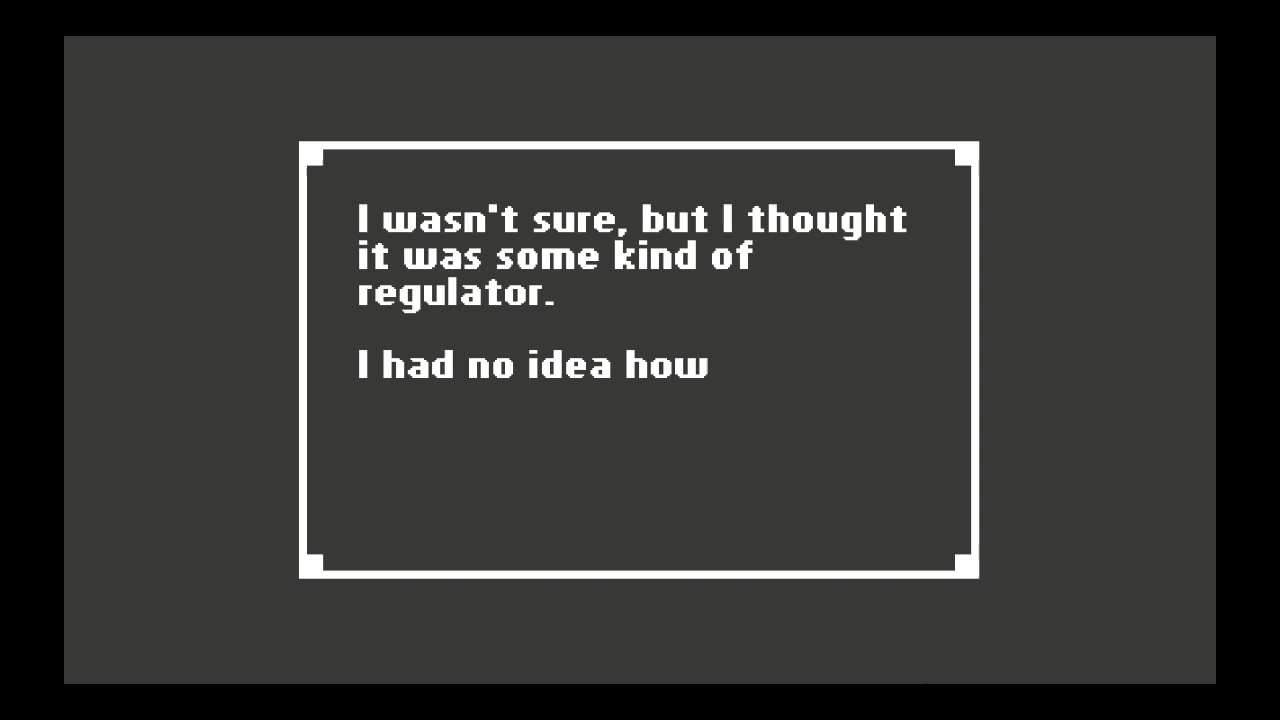 I wasn't sure, but I thought
it was some kind of
regulator.
I had no idea how